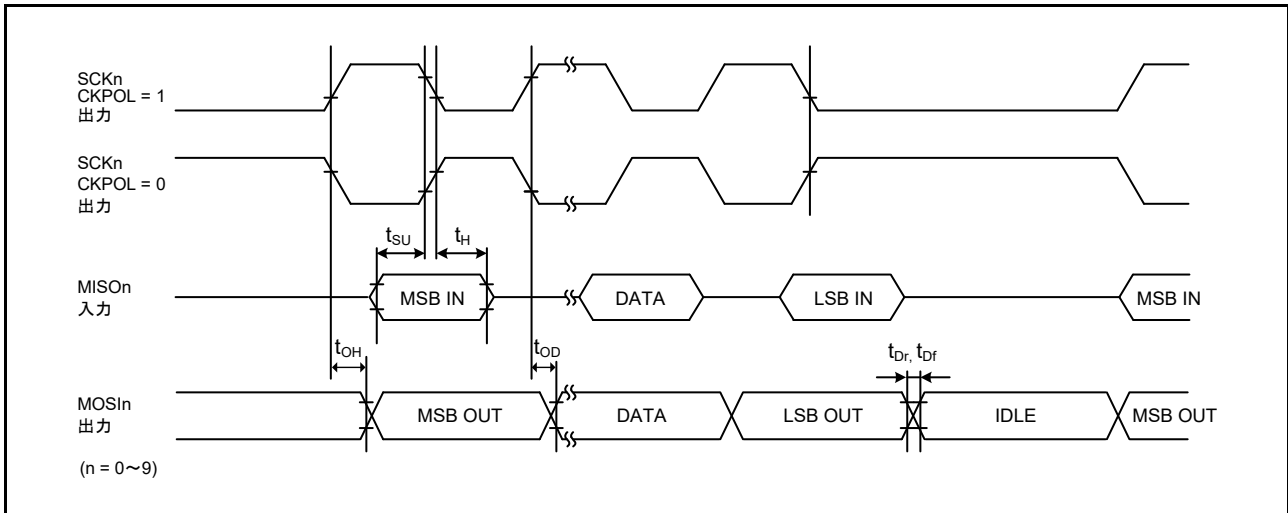 SCKn
CKPOL = 1
出力
SCKn
CKPOL = 0
出力
tSU
tH
MISOn
入力
MSB IN
DATA
LSB IN
MSB IN
tOH
tOD
tDr, tDf
MOSIn
出力
MSB OUT
DATA
LSB OUT
IDLE
MSB OUT
(n = 0～9)